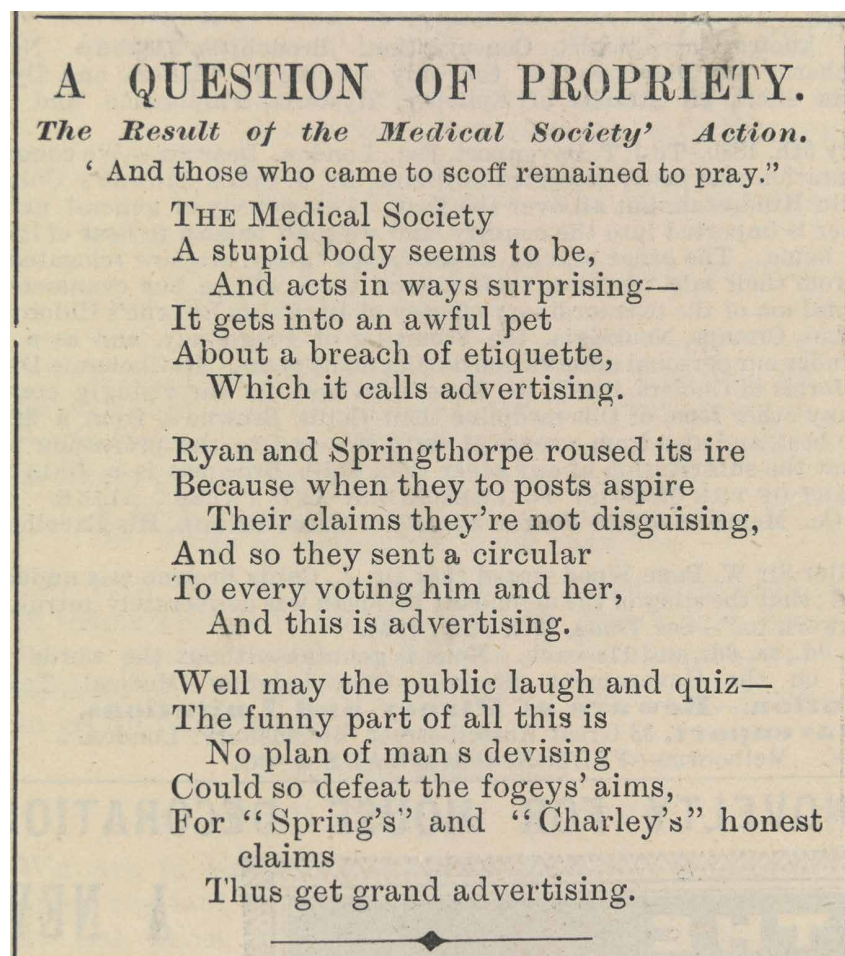 A QUESTION OF PROPRIETY.
The Result of the Medical Society' Action.
‘ And those who came to scoff remained to pray.”
THE Medical Society
A stupid body seems to be,
And acts in ways surprising—
It gets into an awful pet
About a breach of etiquette,
Which it calls advertising.
Ryan and Springthorpe roused its ire
Because when they to posts aspire
Their claims they're not disguising,
And so they sent a circular
To every voting him and her,
And this is advertising.
Well may the public laugh and quiz—
The funny part of all this is
No plan of man s devising
Could so defeat the fogeys' aims,
For “Spring's” and “Charley's” honest
claims
Thus get grand advertising.